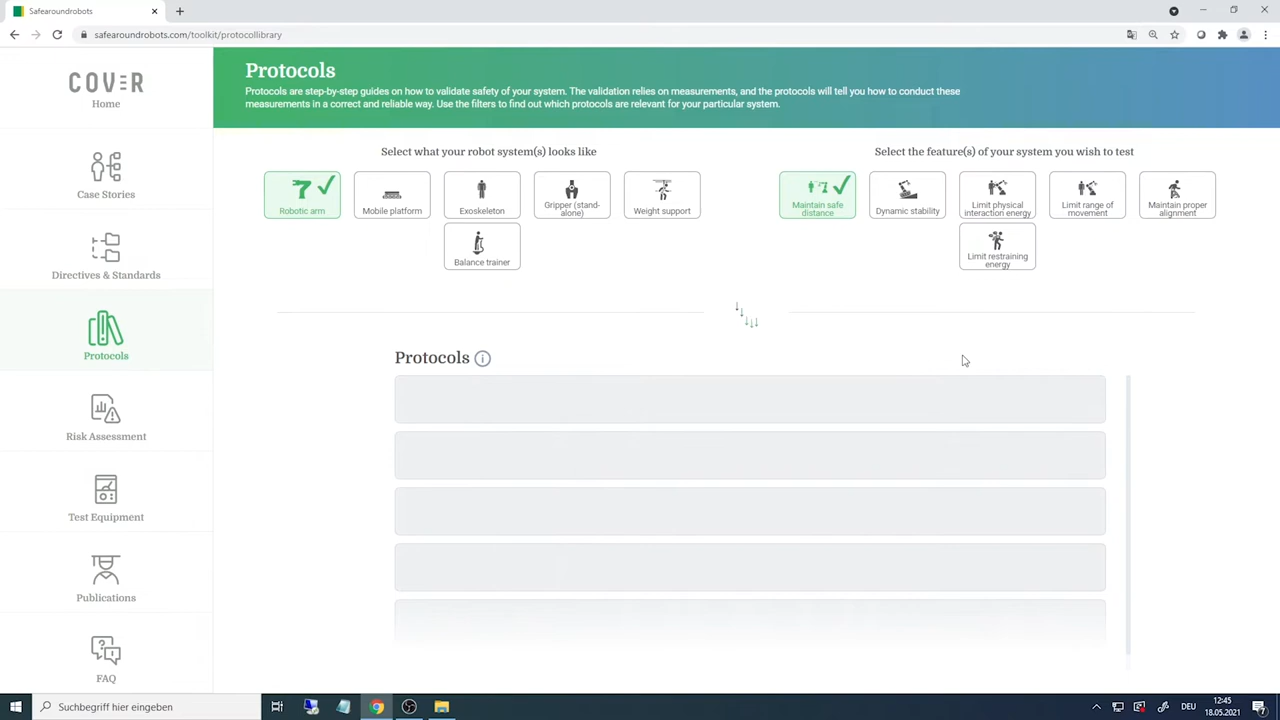 Safearoundrobots
safearoundrobots.com/toolkit/protocollibrary
COVER
Home
Case Stories
Directives & Standards
Protocols
Risk Assessment
Test Equipment
Publications
FAQ
Protocols
Protocols are step-by-step guides on how to validate safety of your system. The validation relies on measurements, and the protocols will tell you how to conduct these
measurements in a correct and reliable way. Use the filters to find out which protocols are relevant for your particular system.
Select what your robot system(s) looks like
Robotic arm
Mobile platform
Exoskeleton
Gripper (stand-
alone)
Weight support
Balance trainer
Select the feature(s) of your system you wish to test
Maintain safe
distance
Dynamic stability
Limit physical
interaction energy
Limit range of
movement
Maintain proper
alignment
Limit restraining
energy
Protocols
Suchbegriff hier eingeben
DEU
12:45
18.05.2021